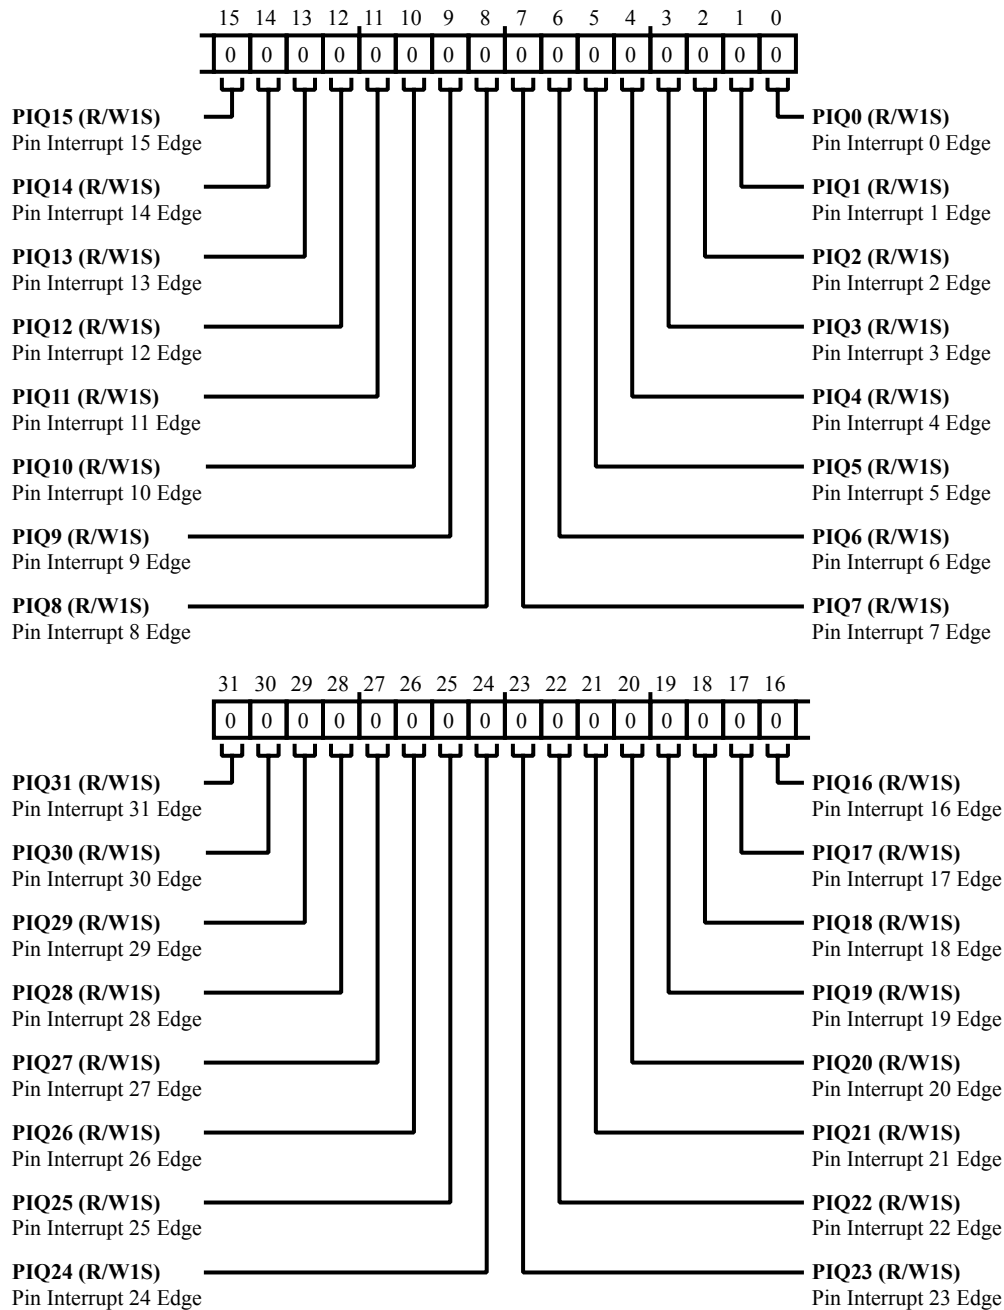 15 14 13 12 11 10 9 8 7 6 5 4 3 2 1 0
0 0 0 0 0 0 0 0 0 0 0 0 0 0 0 0
PIQ15 (R/W1S)
Pin Interrupt 15 Edge
PIQ14 (R/W1S)
Pin Interrupt 14 Edge
PIQ13 (R/W1S)
Pin Interrupt 13 Edge
PIQ12 (R/W1S)
Pin Interrupt 12 Edge
PIQ11 (R/W1S)
Pin Interrupt 11 Edge
PIQ10 (R/W1S)
Pin Interrupt 10 Edge
PIQ9 (R/W1S)
Pin Interrupt 9 Edge
PIQ8 (R/W1S)
Pin Interrupt 8 Edge
PIQ0 (R/W1S)
Pin Interrupt 0 Edge
PIQ1 (R/W1S)
Pin Interrupt 1 Edge
PIQ2 (R/W1S)
Pin Interrupt 2 Edge
PIQ3 (R/W1S)
Pin Interrupt 3 Edge
PIQ4 (R/W1S)
Pin Interrupt 4 Edge
PIQ5 (R/W1S)
Pin Interrupt 5 Edge
PIQ6 (R/W1S)
Pin Interrupt 6 Edge
PIQ7 (R/W1S)
Pin Interrupt 7 Edge
31 30 29 28 27 26 25 24 23 22 21 20 19 18 17 16
0 0 0 0 0 0 0 0 0 0 0 0 0 0 0 0
PIQ31 (R/W1S)
Pin Interrupt 31 Edge
PIQ30 (R/W1S)
Pin Interrupt 30 Edge
PIQ29 (R/W1S)
Pin Interrupt 29 Edge
PIQ28 (R/W1S)
Pin Interrupt 28 Edge
PIQ27 (R/W1S)
Pin Interrupt 27 Edge
PIQ26 (R/W1S)
Pin Interrupt 26 Edge
PIQ25 (R/W1S)
Pin Interrupt 25 Edge
PIQ24 (R/W1S)
Pin Interrupt 24 Edge
PIQ16 (R/W1S)
Pin Interrupt 16 Edge
PIQ17 (R/W1S)
Pin Interrupt 17 Edge
PIQ18 (R/W1S)
Pin Interrupt 18 Edge
PIQ19 (R/W1S)
Pin Interrupt 19 Edge
PIQ20 (R/W1S)
Pin Interrupt 20 Edge
PIQ21 (R/W1S)
Pin Interrupt 21 Edge
PIQ22 (R/W1S)
Pin Interrupt 22 Edge
PIQ23 (R/W1S)
Pin Interrupt 23 Edge